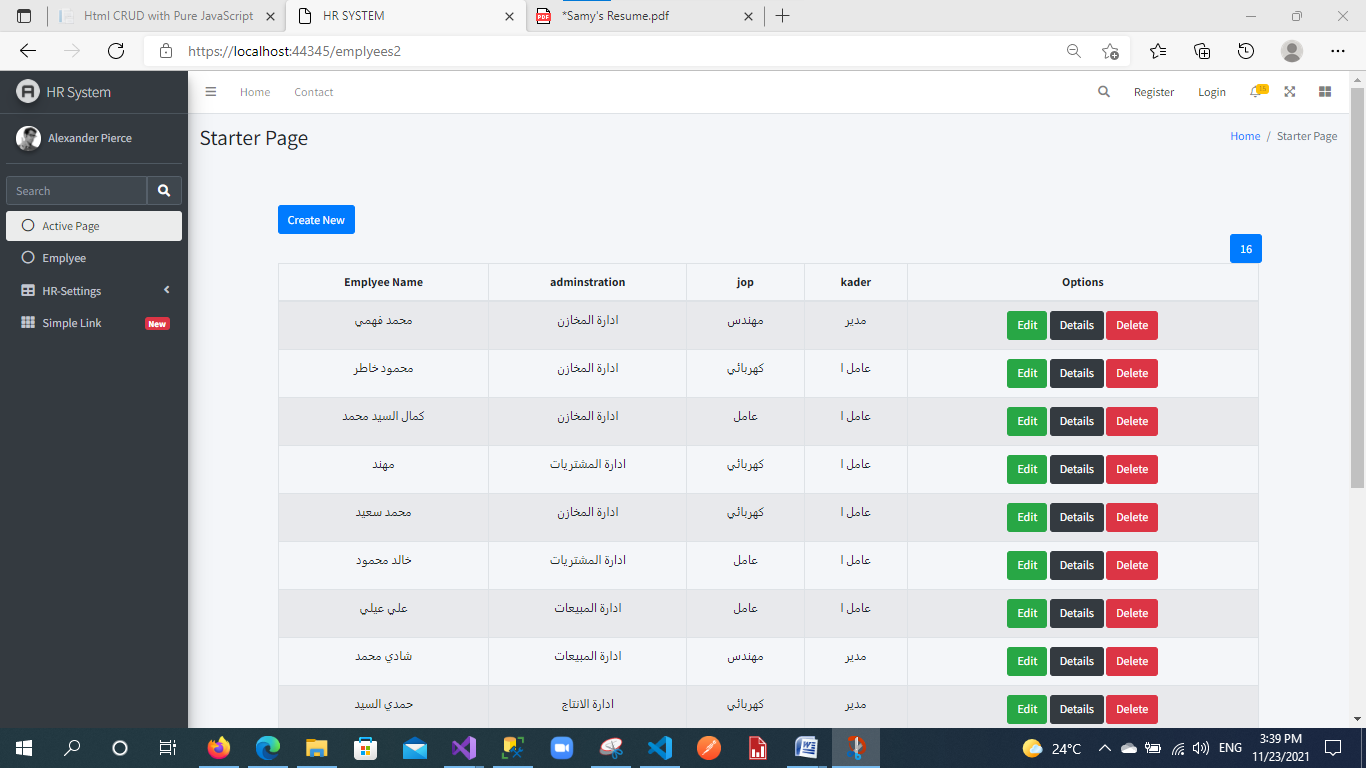 Html CRUD with Pure JavaScript
HR SYSTEM
*Samy's Resume.pdf
https://localhost:44345/emplyees2
HR System
Home
Contact
Register
Login
15
Alexander Pierce
Starter Page
Home / Starter Page
Search
Active Page
Emplyee
HR-Settings
Simple Link
New
Create New
16
Emplyee Name adminstration jop kader Options
محمد فهمي ادارة المخازن مهندس مدير Edit Details Delete
محمود خاطر ادارة المخازن كهربائي عامل ا Edit Details Delete
كمال السيد محمد ادارة المخازن عامل عامل ا Edit Details Delete
مهند ادارة المشتريات كهربائي عامل ا Edit Details Delete
محمد سعيد ادارة المخازن كهربائي عامل ا Edit Details Delete
خالد محمود ادارة المشتريات عامل عامل ا Edit Details Delete
علي عيلي ادارة المبيعات عامل عامل ا Edit Details Delete
شادي محمد ادارة المبيعات مهندس مدير Edit Details Delete
حمدي السيد ادارة الانتاج كهربائي مدير Edit Details Delete
24°C
ENG
3:39 PM
11/23/2021